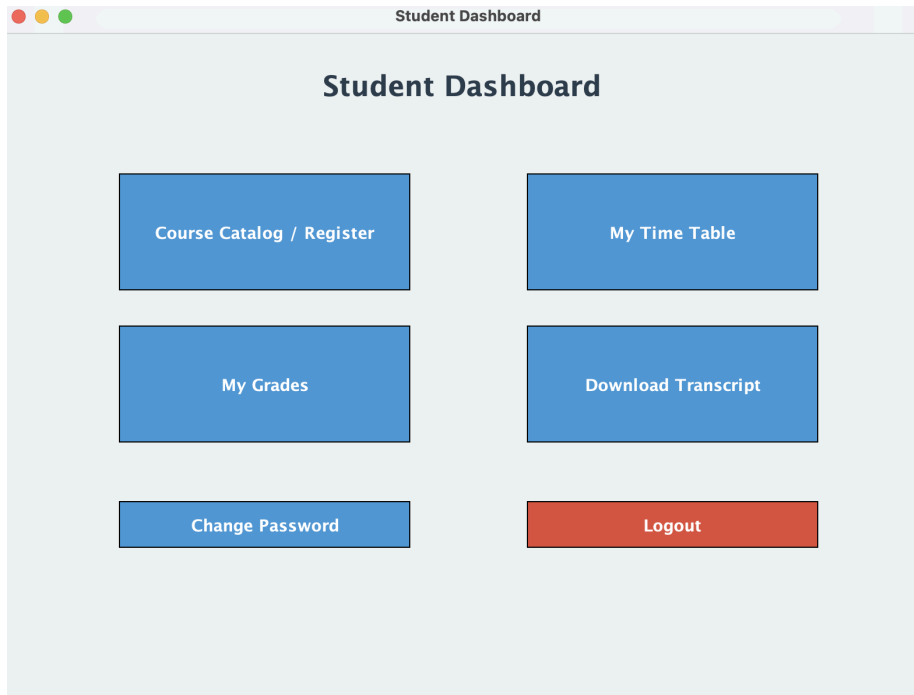 Student Dashboard
Student Dashboard
Course Catalog / Register
My Time Table
My Grades
Download Transcript
Change Password
Logout